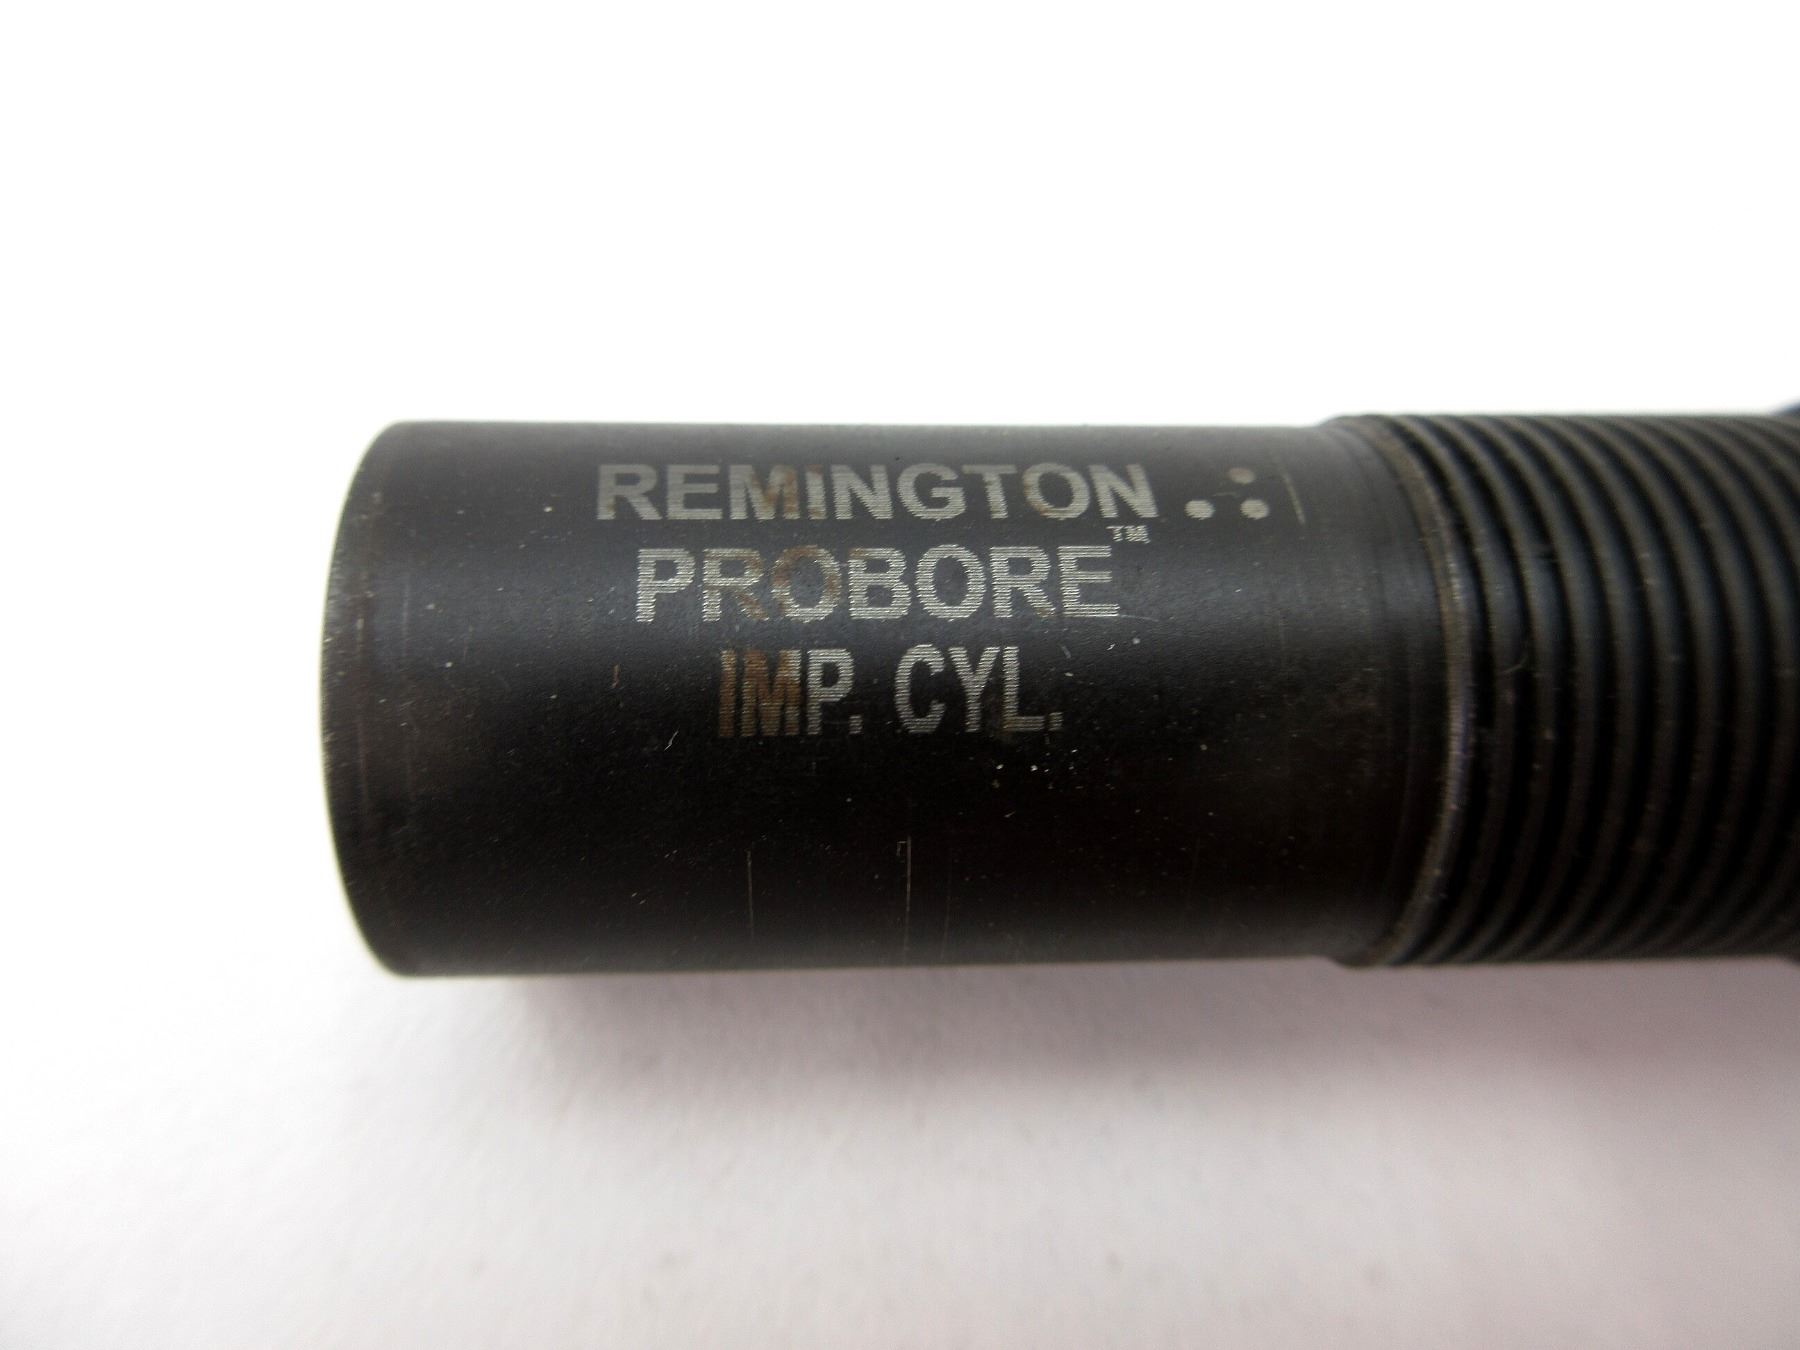 REMINGTON
PROBORE™
IMP. CYL.